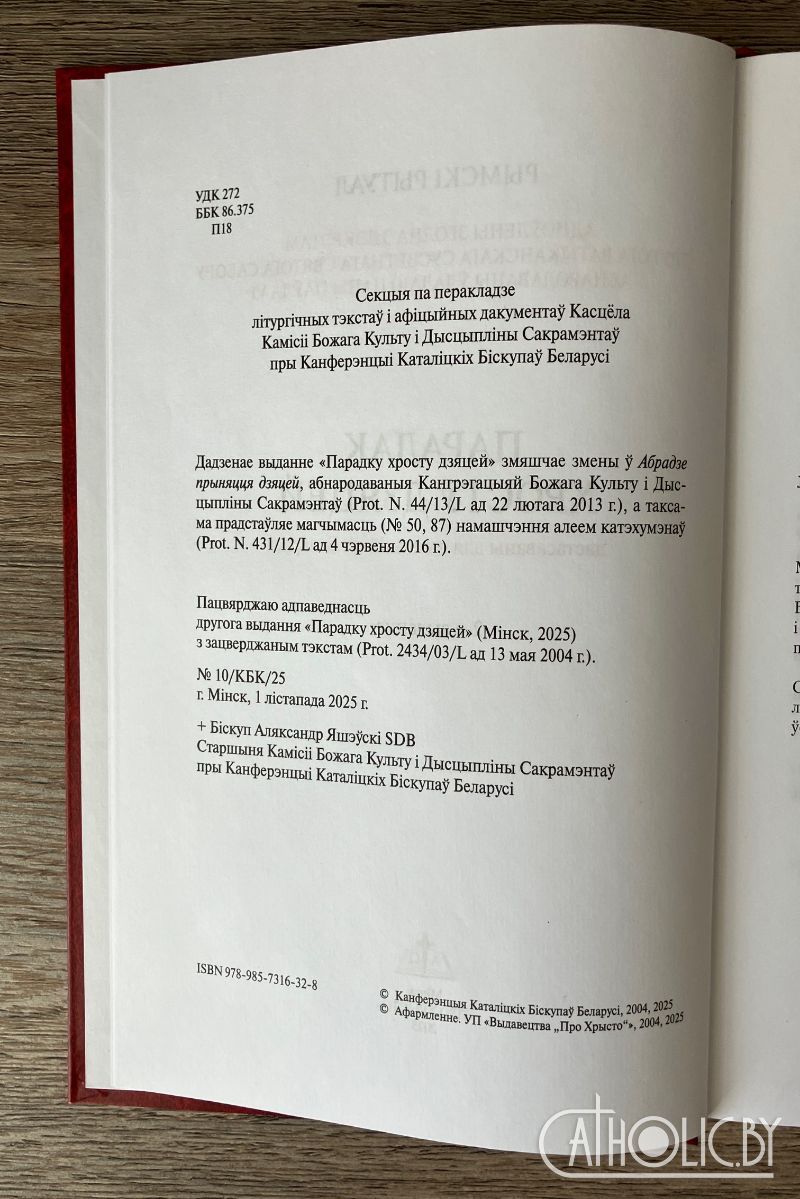 УДК 272
ББК 86.375
П18
Секцыя па перакладзе
літургічных тэкстаў і афіцыйных дакументаў Касцёла
Камісіі Божага Культу і Дысцыпліны Сакрамэнтаў
пры Канферэнцыі Каталіцкіх Біскупаў Беларусі
Дадзенае выданне «Парадку хросту дзяцей» змяшчае змены ў Абрадзе
прыняцця дзяцей, абнародаваныя Кангрэгацыяй Божага Культу і Дыс-
цыпліны Сакрамэнтаў (Prot. N. 44/13/L ад 22 лютага 2013 г.), а такса-
ма прадстаўляе магчымасць (№ 50, 87) намашчэння алеем катэхумэнаў
(Prot. N. 431/12/L ад 4 чэрвеня 2016 г.).
Пацвярджаю адпаведнасць
другога выдання «Парадку хросту дзяцей» (Мінск, 2025)
з зацверджаным тэкстам (Prot. 2434/03/L ад 13 мая 2004 г.).
№ 10/КБК/25
г. Мінск, 1 лістапада 2025 г.
+ Біскуп Аляксандр Яшэўскі SDB
Старшыня Камісіі Божага Культу і Дысцыпліны Сакрамэнтаў
пры Канферэнцыі Каталіцкіх Біскупаў Беларусі
ISBN 978-985-7316-32-8
© Канферэнцыя Каталіцкіх Біскупаў Беларусі, 2004, 2025
© Афармленне. УП «Выдавецтва „Про Хрысто“», 2004, 2025
CATHOLIC.BY